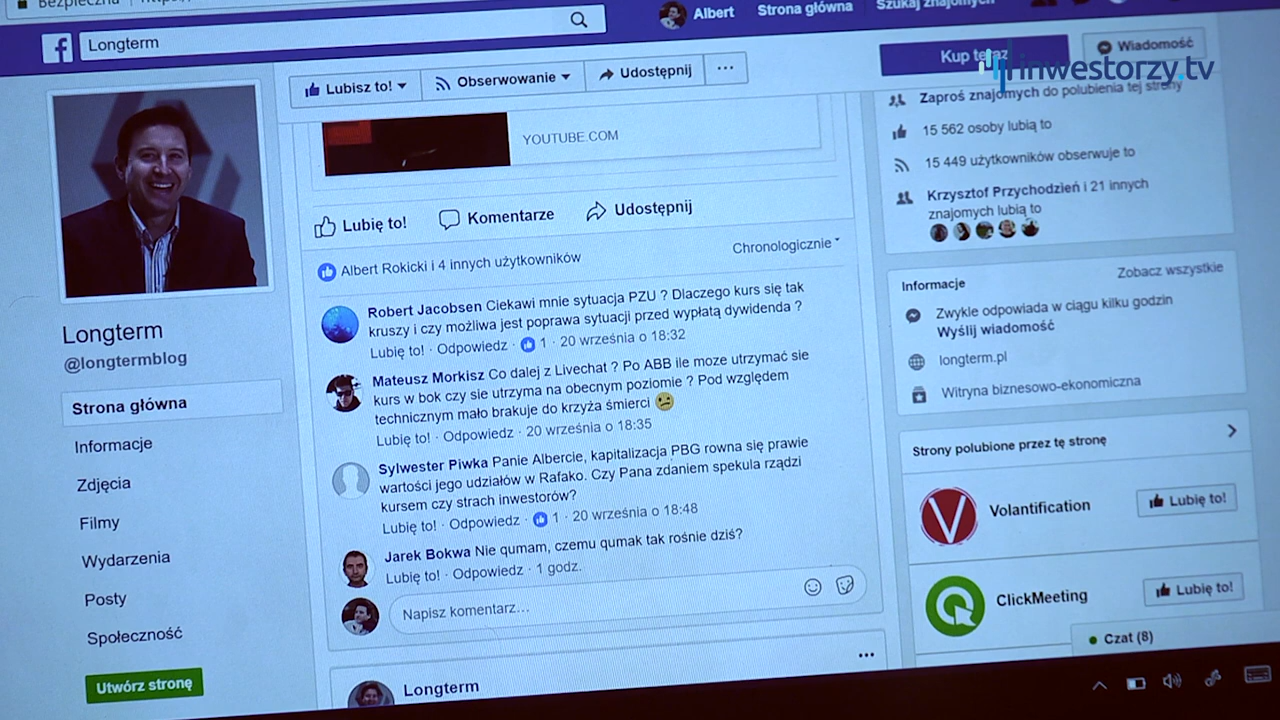 Bezpieczna
Albert
Strona główna
Szukaj znajomych
Longterm
Lubisz to!
Obserwowanie
Udostępnij
Kup teraz
Wiadomość
inwestorzy.tv
YOUTUBE.COM
Lubię to!
Komentarze
Udostępnij
Albert Rokicki i 4 innych użytkowników
Chronologicznie
Robert Jacobsen Ciekawi mnie sytuacja PZU ? Dlaczego kurs się tak
kruszy i czy możliwa jest poprawa sytuacji przed wypłatą dywidenda ?
Lubię to! · Odpowiedz · 1 · 20 września o 18:32
Mateusz Morkisz Co dalej z Livechat ? Po ABB ile moze utrzymać sie
kurs w bok czy sie utrzyma na obecnym poziomie ? Pod względem
technicznym mało brakuje do krzyża śmierci
Lubię to! · Odpowiedz · 20 września o 18:35
Sylwester Piwka Panie Albercie, kapitalizacja PBG rowna się prawie
wartości jego udziałów w Rafako. Czy Pana zdaniem spekula rządzi
kursem czy strach inwestorów?
Lubię to! · Odpowiedz · 1 · 20 września o 18:48
Jarek Bokwa Nie qumam, czemu qumak tak rośnie dziś?
Lubię to! · Odpowiedz · 1 godz.
Napisz komentarz...
Longterm
Longterm
@longtermblog
Strona główna
Informacje
Zdjęcia
Filmy
Wydarzenia
Posty
Społeczność
Utwórz stronę
Zaproś znajomych do polubienia tej strony
15 562 osoby lubią to
15 449 użytkowników obserwuje to
Krzysztof Przychodzień i 21 innych
znajomych lubią to
Informacje
Zobacz wszystkie
Zwykle odpowiada w ciągu kilku godzin
Wyślij wiadomość
longterm.pl
Witryna biznesowo-ekonomiczna
Strony polubione przez tę stronę
Volantification
Lubię to!
ClickMeeting
Lubię to!
Czat (8)